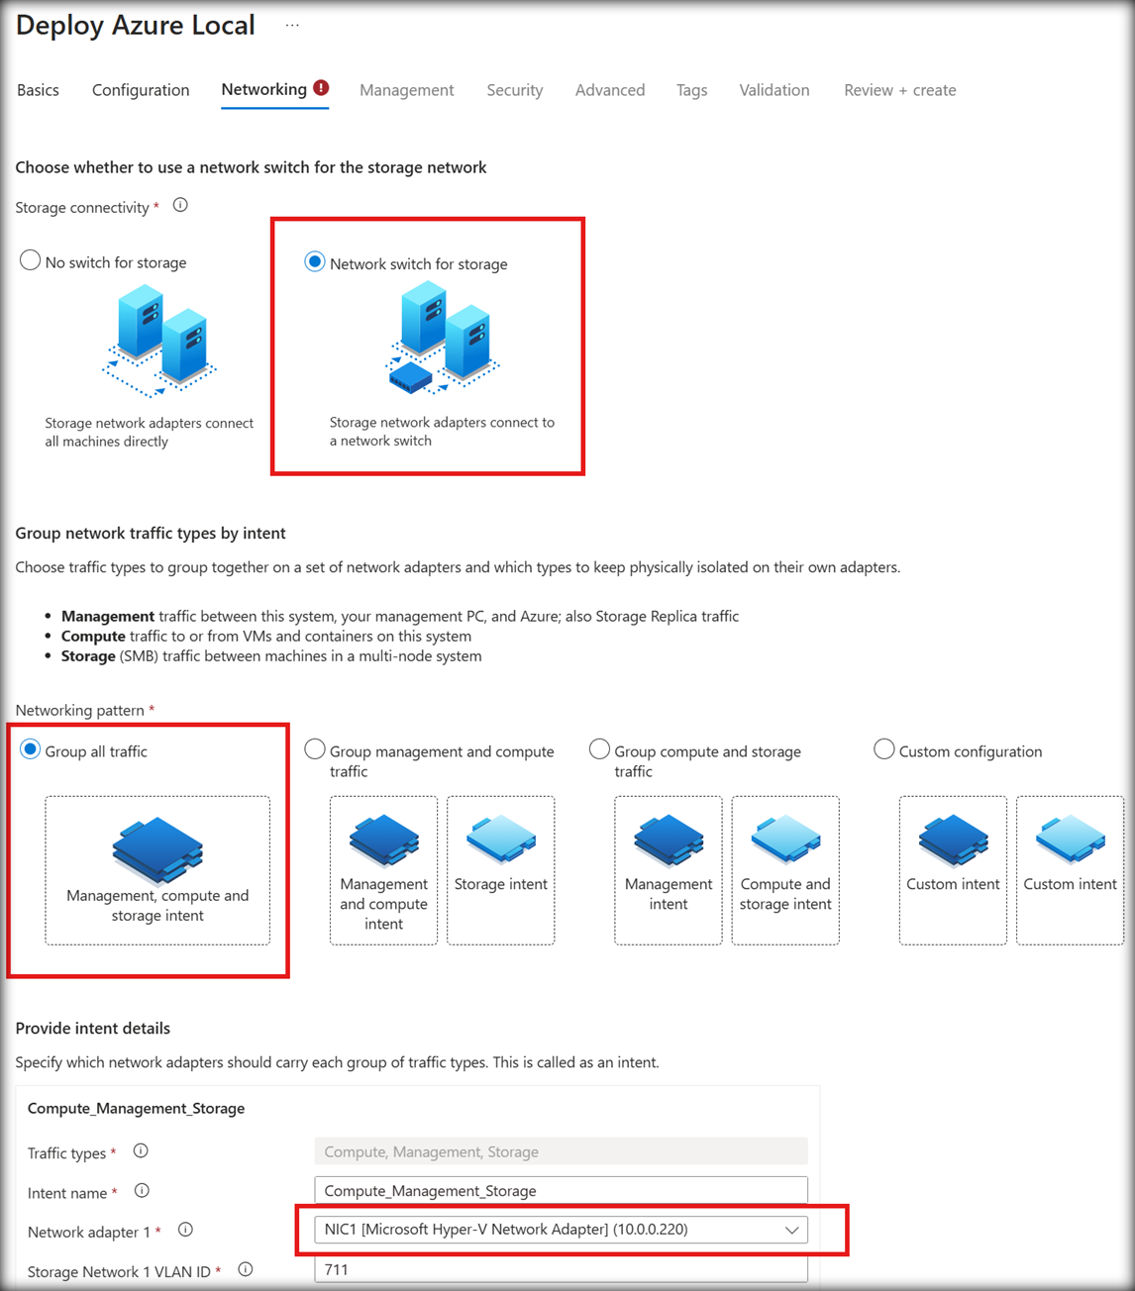 Deploy Azure Local ...
Basics Configuration Networking ! Management Security Advanced Tags Validation Review + create
Choose whether to use a network switch for the storage network
Storage connectivity *
No switch for storage
Storage network adapters connect
all machines directly
Network switch for storage
Storage network adapters connect to
a network switch
Group network traffic types by intent
Choose traffic types to group together on a set of network adapters and which types to keep physically isolated on their own adapters.
• Management traffic between this system, your management PC, and Azure; also Storage Replica traffic
• Compute traffic to or from VMs and containers on this system
• Storage (SMB) traffic between machines in a multi-node system
Networking pattern *
Group all traffic
Management, compute and
storage intent
Group management and compute
traffic
Management
and compute
intent
Storage intent
Group compute and storage
traffic
Management
intent
Compute and
storage intent
Custom configuration
Custom intent
Custom intent
Provide intent details
Specify which network adapters should carry each group of traffic types. This is called as an intent.
Compute_Management_Storage
Traffic types * Compute, Management, Storage
Intent name * Compute_Management_Storage
Network adapter 1 * NIC1 [Microsoft Hyper-V Network Adapter] (10.0.0.220)
Storage Network 1 VLAN ID * 711